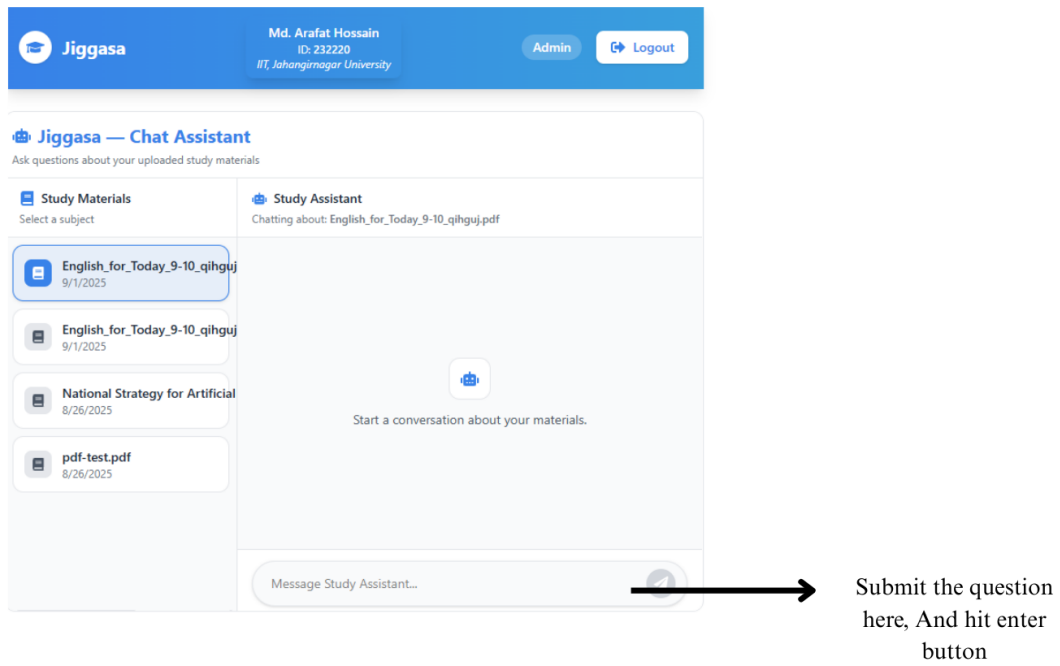 Jiggasa
Md. Arafat Hossain
ID: 232220
IIT, Jahangirnagar University
Admin
Logout
Jiggasa — Chat Assistant
Ask questions about your uploaded study materials
Study Materials
Select a subject
English_for_Today_9-10_qihguj
9/1/2025
English_for_Today_9-10_qihguj
9/1/2025
National Strategy for Artificial
8/26/2025
pdf-test.pdf
8/26/2025
Study Assistant
Chatting about: English_for_Today_9-10_qihguj.pdf
Start a conversation about your materials.
Message Study Assistant...
Submit the question
here, And hit enter
button